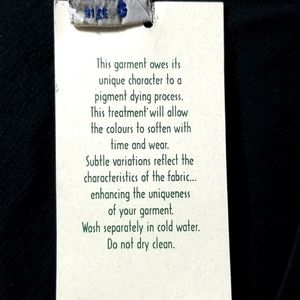 SIZE 6
This garment owes its
unique character to a
pigment dying process.
This treatment will allow
the colours to soften with
time and wear.
Subtle variations reflect the
characteristics of the fabric...
enhancing the uniqueness
of your garment.
Wash separately in cold water.
Do not dry clean.